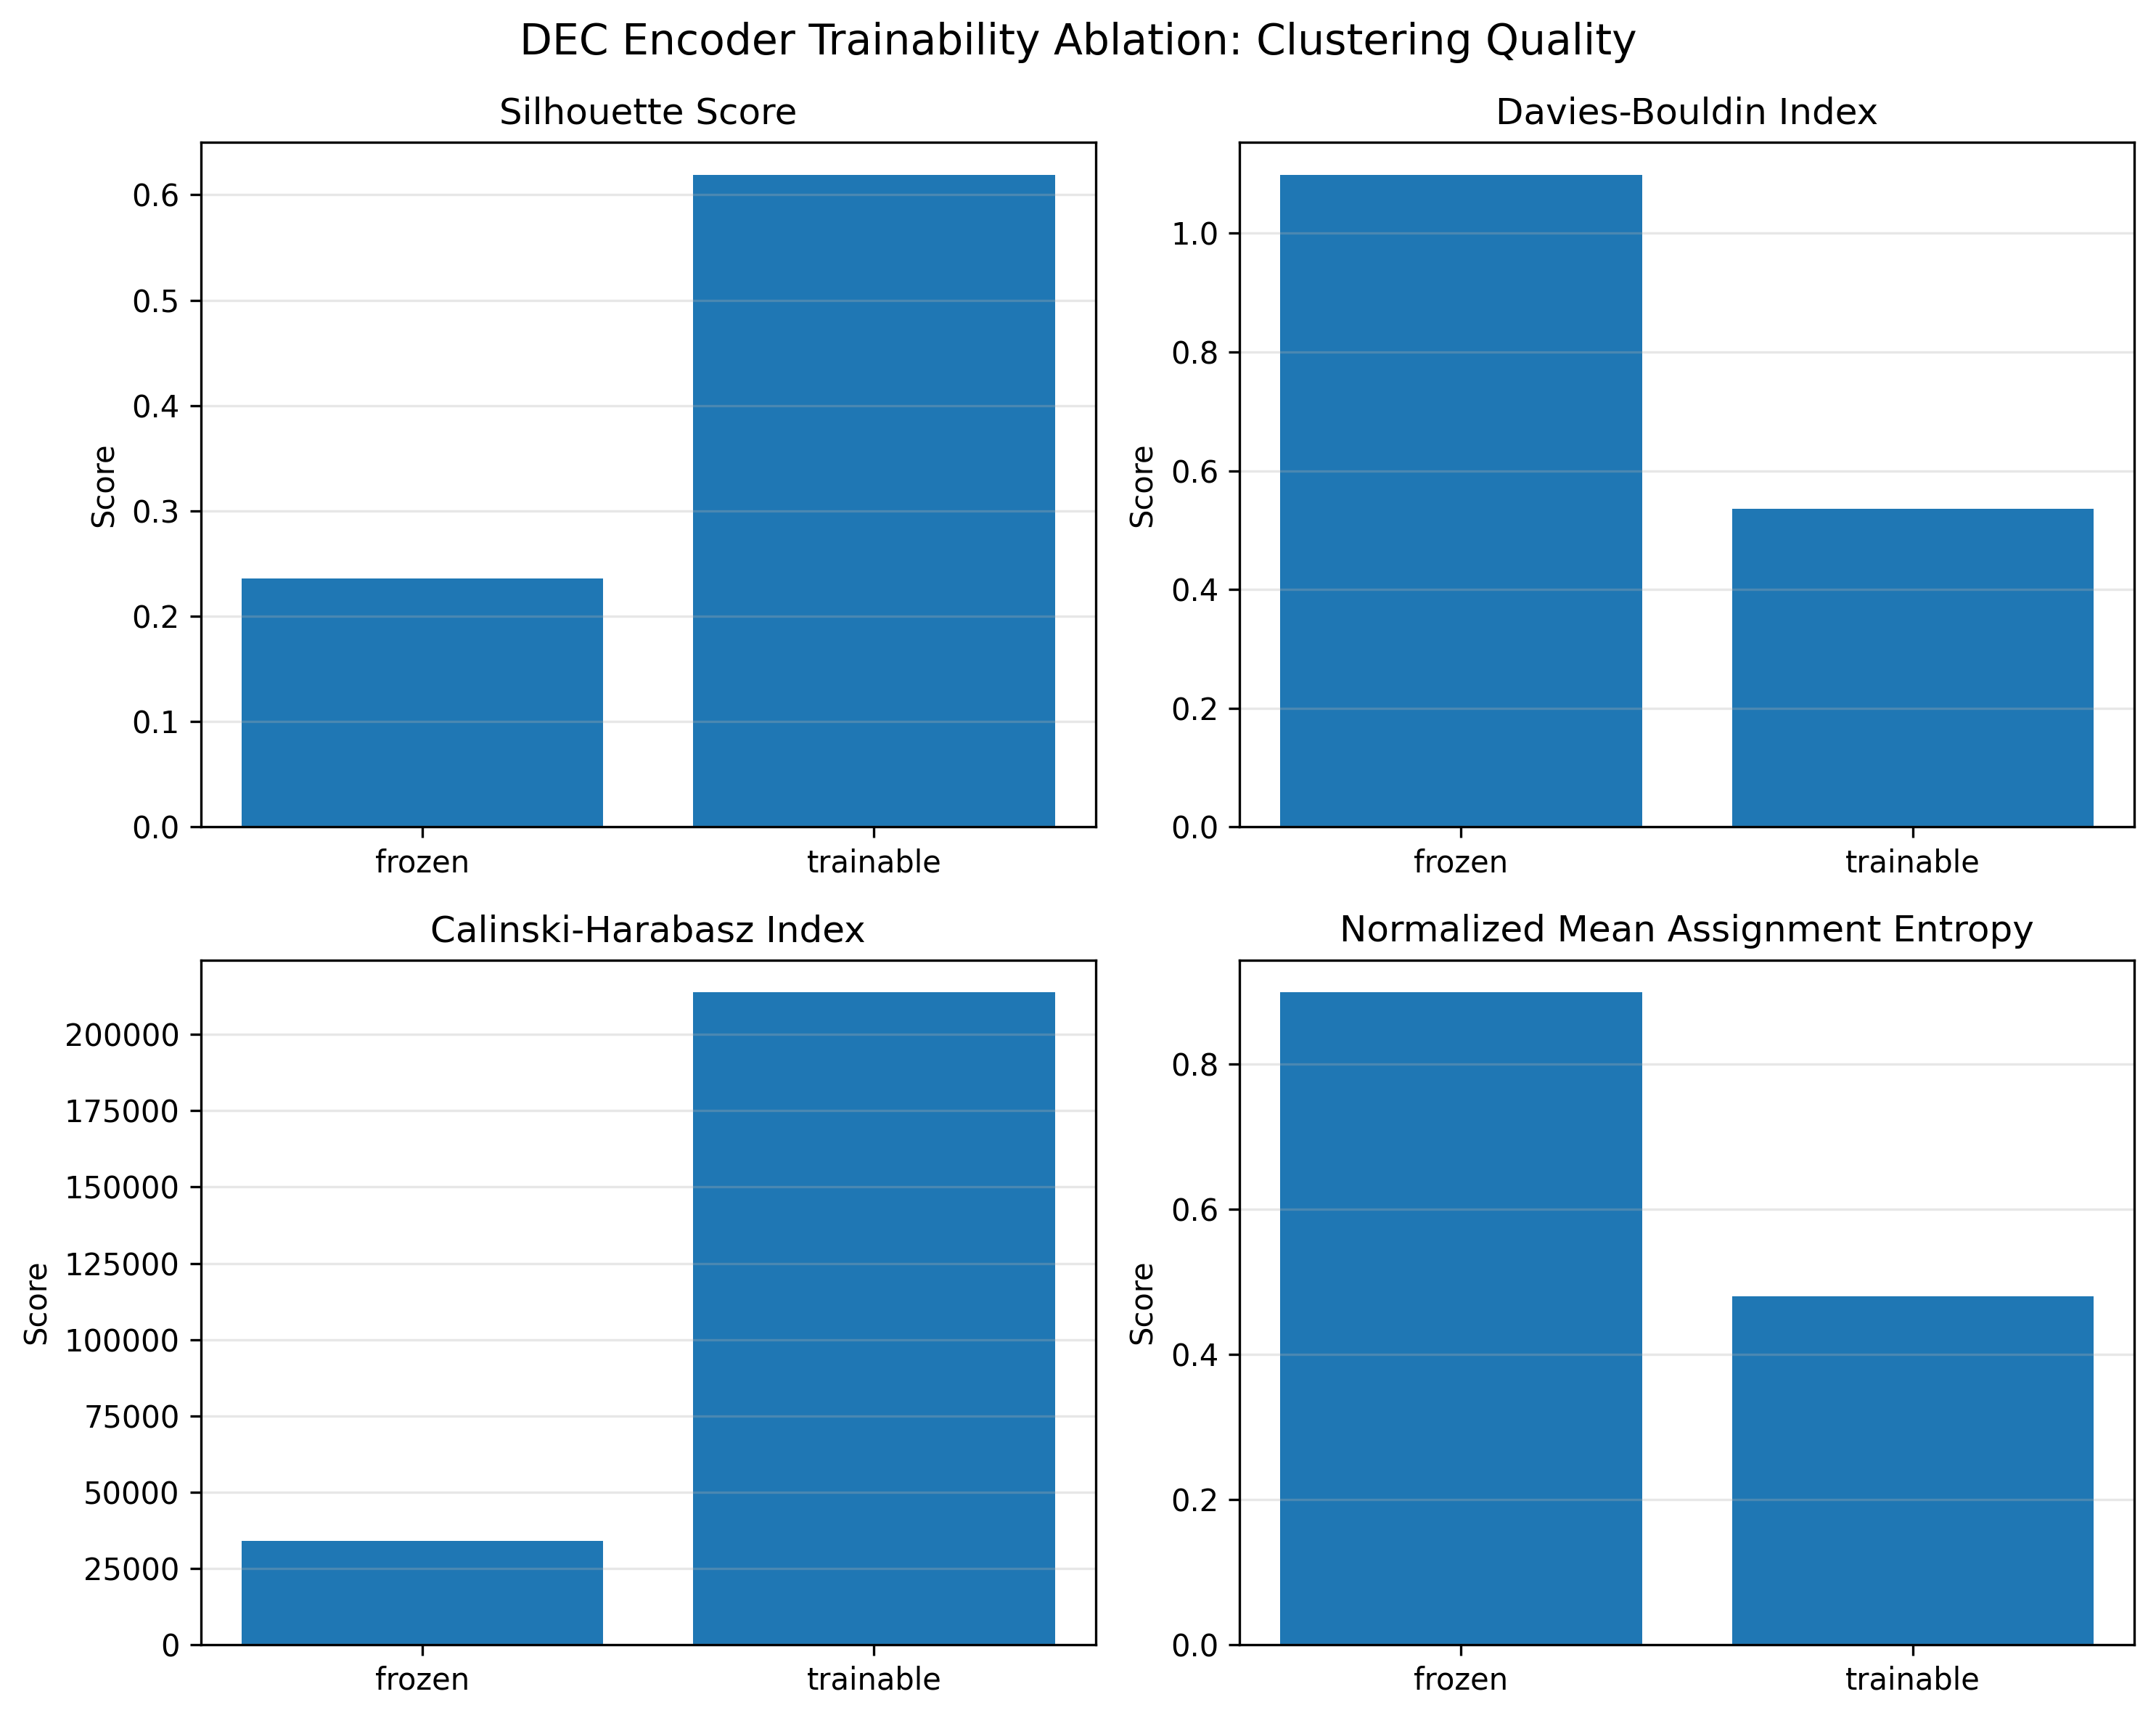 DEC Encoder Trainability Ablation: Clustering Quality
Silhouette Score
Score
0.6
0.5
0.4
0.3
0.2
0.1
0.0
frozen
trainable
Davies-Bouldin Index
Score
1.0
0.8
0.6
0.4
0.2
0.0
frozen
trainable
Calinski-Harabasz Index
Score
200000
175000
150000
125000
100000
75000
50000
25000
0
frozen
trainable
Normalized Mean Assignment Entropy
Score
0.8
0.6
0.4
0.2
0.0
frozen
trainable